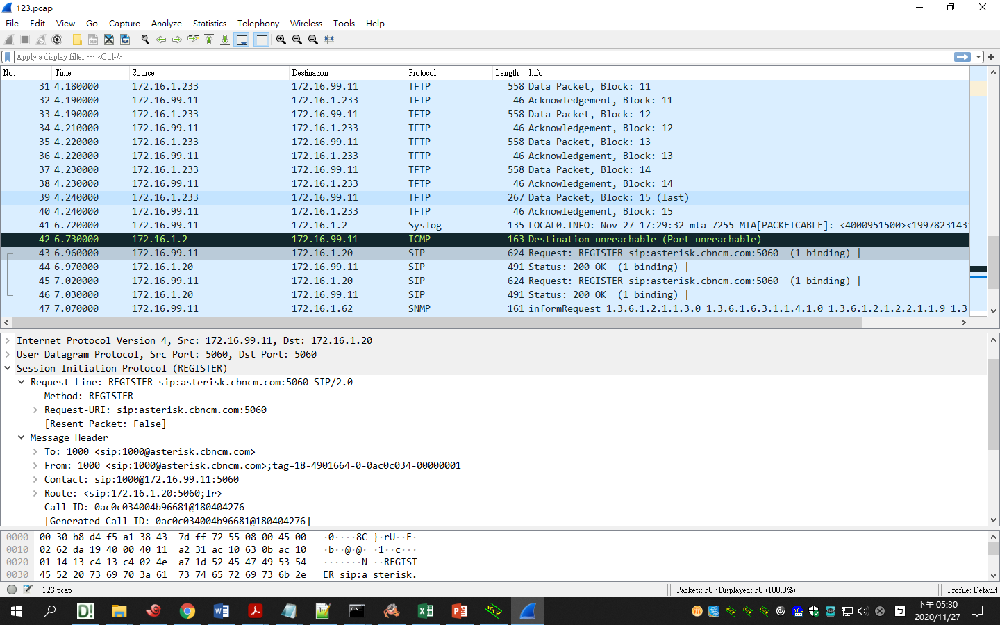 123.pcap
File Edit View Go Capture Analyze Statistics Telephony Wireless Tools Help
Apply a display filter … <Ctrl-/>
No. Time Source Destination Protocol Length Info
31 4.180000 172.16.1.233 172.16.99.11 TFTP 558 Data Packet, Block: 11
32 4.190000 172.16.99.11 172.16.1.233 TFTP 46 Acknowledgement, Block: 11
33 4.190000 172.16.1.233 172.16.99.11 TFTP 558 Data Packet, Block: 12
34 4.210000 172.16.99.11 172.16.1.233 TFTP 46 Acknowledgement, Block: 12
35 4.220000 172.16.1.233 172.16.99.11 TFTP 558 Data Packet, Block: 13
36 4.220000 172.16.99.11 172.16.1.233 TFTP 46 Acknowledgement, Block: 13
37 4.230000 172.16.1.233 172.16.99.11 TFTP 558 Data Packet, Block: 14
38 4.230000 172.16.99.11 172.16.1.233 TFTP 46 Acknowledgement, Block: 14
39 4.240000 172.16.1.233 172.16.99.11 TFTP 267 Data Packet, Block: 15 (last)
40 4.240000 172.16.99.11 172.16.1.233 TFTP 46 Acknowledgement, Block: 15
41 6.720000 172.16.99.11 172.16.1.2 Syslog 135 LOCAL0.INFO: Nov 27 17:29:32 mta-7255 MTA[PACKETCABLE]: <4000951500><1997823143:
42 6.730000 172.16.1.2 172.16.99.11 ICMP 163 Destination unreachable (Port unreachable)
43 6.960000 172.16.99.11 172.16.1.20 SIP 624 Request: REGISTER sip:asterisk.cbncm.com:5060 (1 binding) |
44 6.970000 172.16.1.20 172.16.99.11 SIP 491 Status: 200 OK (1 binding) |
45 7.020000 172.16.99.11 172.16.1.20 SIP 624 Request: REGISTER sip:asterisk.cbncm.com:5060 (1 binding) |
46 7.030000 172.16.1.20 172.16.99.11 SIP 491 Status: 200 OK (1 binding) |
47 7.070000 172.16.99.11 172.16.1.62 SNMP 161 informRequest 1.3.6.1.2.1.1.3.0 1.3.6.1.6.3.1.1.4.1.0 1.3.6.1.2.1.2.2.1.1.9 1.3
Internet Protocol Version 4, Src: 172.16.99.11, Dst: 172.16.1.20
User Datagram Protocol, Src Port: 5060, Dst Port: 5060
Session Initiation Protocol (REGISTER)
Request-Line: REGISTER sip:asterisk.cbncm.com:5060 SIP/2.0
Method: REGISTER
Request-URI: sip:asterisk.cbncm.com:5060
[Resent Packet: False]
Message Header
To: 1000 <sip:1000@asterisk.cbncm.com>
From: 1000 <sip:1000@asterisk.cbncm.com>;tag=18-4901664-0-0ac0c034-00000001
Contact: sip:1000@172.16.99.11:5060
Route: <sip:172.16.1.20:5060;lr>
Call-ID: 0ac0c034004b96681@180404276
[Generated Call-ID: 0ac0c034004b96681@180404276]
0000 00 30 b8 d4 f5 a1 38 43 7d ff 72 55 08 00 45 00 ·0····8C }·rU··E·
0010 02 62 da 19 40 00 40 11 a2 31 ac 10 63 0b ac 10 ·b··@·@· ·1··c···
0020 01 14 13 c4 13 c4 02 4e a7 1d 52 45 47 49 53 54 ·······N ··REGIST
0030 45 52 20 73 69 70 3a 61 73 74 65 72 69 73 6b 2e ER sip:a sterisk.
123.pcap Packets: 50 · Displayed: 50 (100.0%) Profile: Default
下午 05:30
2020/11/27